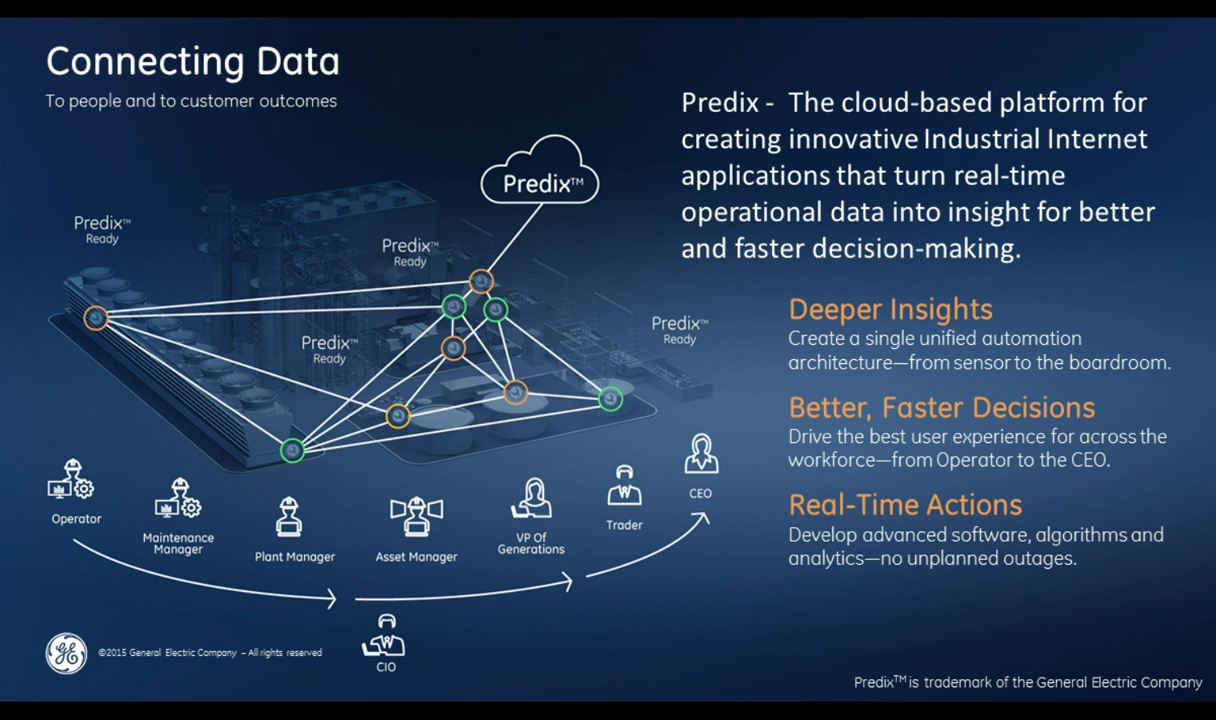 Connecting Data
To people and to customer outcomes
Predix™
Predix™
Ready
Predix™
Ready
Predix™
Ready
Predix™
Ready
Operator
Maintenance
Manager
Plant Manager
Asset Manager
VP Of
Generations
Trader
CEO
CIO
Predix - The cloud-based platform for
creating innovative Industrial Internet
applications that turn real-time
operational data into insight for better
and faster decision-making.
Deeper Insights
Create a single unified automation
architecture—from sensor to the boardroom.
Better, Faster Decisions
Drive the best user experience for across the
workforce—from Operator to the CEO.
Real-Time Actions
Develop advanced software, algorithms and
analytics—no unplanned outages.
GE
©2015 General Electric Company – All rights reserved
Predix™ is trademark of the General Electric Company